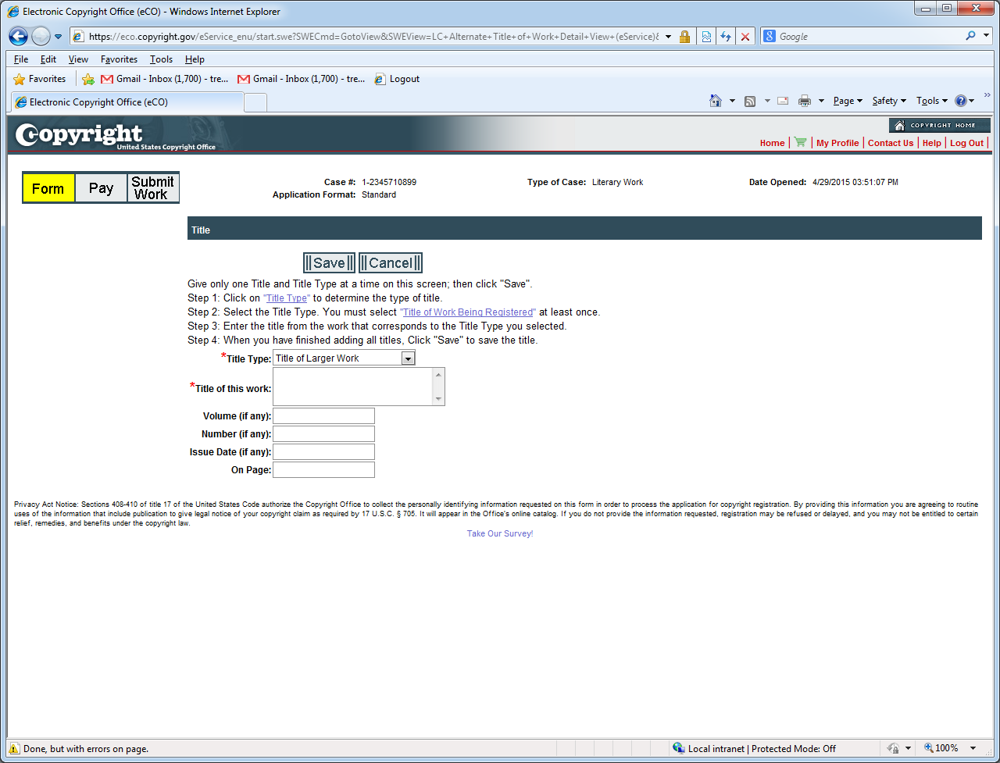 Electronic Copyright Office (eCO) - Windows Internet Explorer
https://eco.copyright.gov/eService_enu/start.swe?SWECmd=GotoView&SWEView=LC+Alternate+Title+of+Work+Detail+View+(eService)&
Google
File Edit View Favorites Tools Help
Favorites Gmail - Inbox (1,700) - tre... Gmail - Inbox (1,700) - tre... Logout
Electronic Copyright Office (eCO)
Page Safety Tools
Copyright
United States Copyright Office
COPYRIGHT HOME
Home | My Profile | Contact Us | Help | Log Out |
Form Pay Submit Work
Case #: 1-2345710899 Type of Case: Literary Work Date Opened: 4/29/2015 03:51:07 PM
Application Format: Standard
Title
Save Cancel
Give only one Title and Title Type at a time on this screen; then click "Save".
Step 1: Click on "Title Type" to determine the type of title.
Step 2: Select the Title Type. You must select "Title of Work Being Registered" at least once.
Step 3: Enter the title from the work that corresponds to the Title Type you selected.
Step 4: When you have finished adding all titles, Click "Save" to save the title.
*Title Type: Title of Larger Work
*Title of this work:
Volume (if any):
Number (if any):
Issue Date (if any):
On Page:
Privacy Act Notice: Sections 408-410 of title 17 of the United States Code authorize the Copyright Office to collect the personally identifying information requested on this form in order to process the application for copyright registration. By providing this information you are agreeing to routine
uses of the information that include publication to give legal notice of your copyright claim as required by 17 U.S.C. § 705. It will appear in the Office's online catalog. If you do not provide the information requested, registration may be refused or delayed, and you may not be entitled to certain
relief, remedies, and benefits under the copyright law.
Take Our Survey!
Done, but with errors on page. Local intranet | Protected Mode: Off 100%